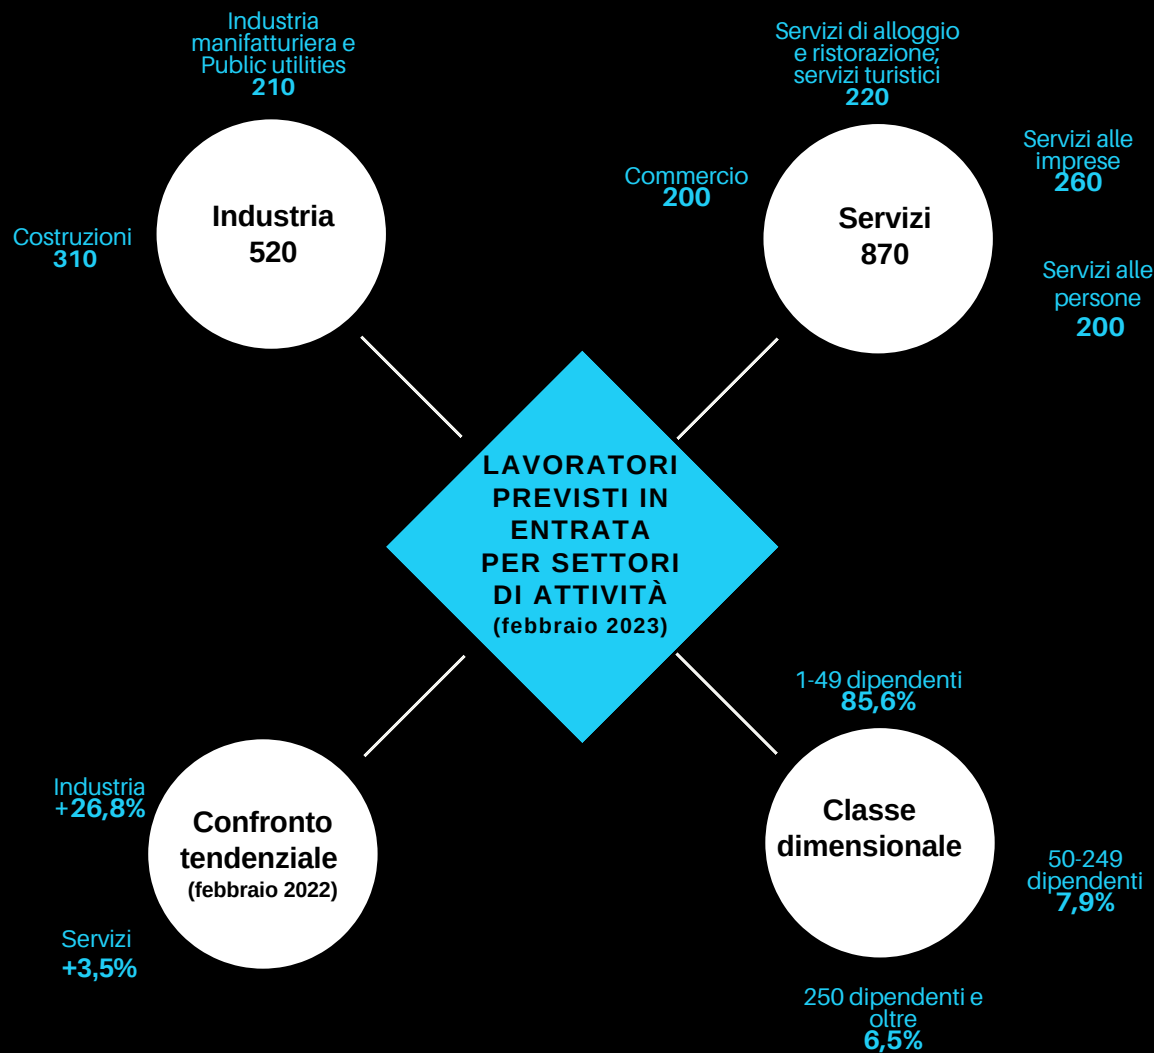 Industria
manifatturiera e
Public utilities
210
Costruzioni
310
Industria
520
Servizi di alloggio
e ristorazione;
servizi turistici
220
Commercio
200
Servizi
870
Servizi alle
imprese
260
Servizi alle
persone
200
LAVORATORI
PREVISTI IN
ENTRATA
PER SETTORI
DI ATTIVITÀ
(febbraio 2023)
Industria
+26,8%
Confronto
tendenziale
(febbraio 2022)
Servizi
+3,5%
1-49 dipendenti
85,6%
Classe
dimensionale
50-249
dipendenti
7,9%
250 dipendenti e
oltre
6,5%